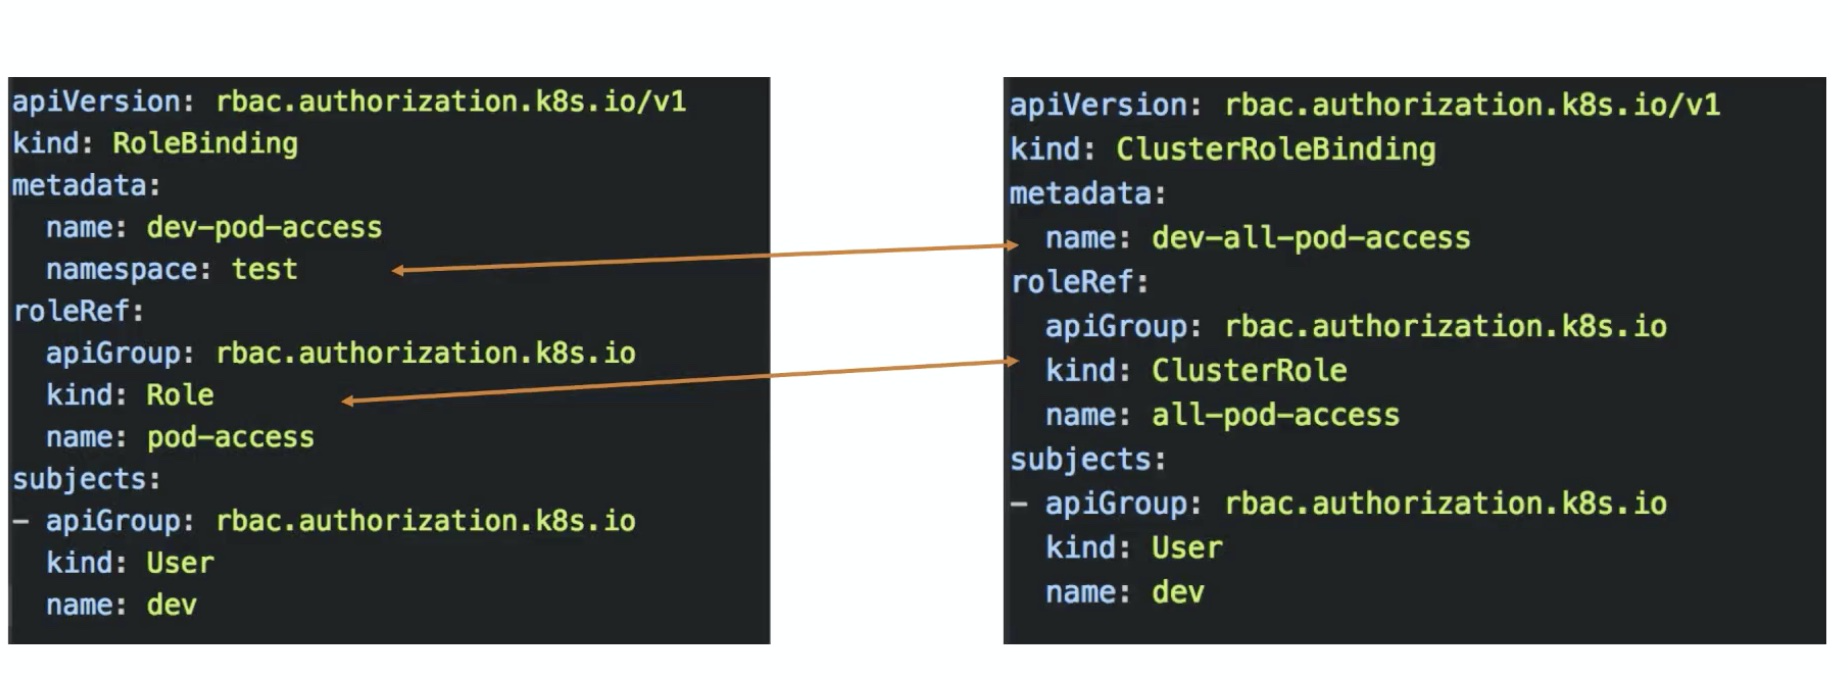 apiVersion: rbac.authorization.k8s.io/v1
kind: RoleBinding
metadata:
  name: dev-pod-access
  namespace: test
roleRef:
  apiGroup: rbac.authorization.k8s.io
  kind: Role
  name: pod-access
subjects:
- apiGroup: rbac.authorization.k8s.io
  kind: User
  name: dev
apiVersion: rbac.authorization.k8s.io/v1
kind: ClusterRoleBinding
metadata:
  name: dev-all-pod-access
roleRef:
  apiGroup: rbac.authorization.k8s.io
  kind: ClusterRole
  name: all-pod-access
subjects:
- apiGroup: rbac.authorization.k8s.io
  kind: User
  name: dev